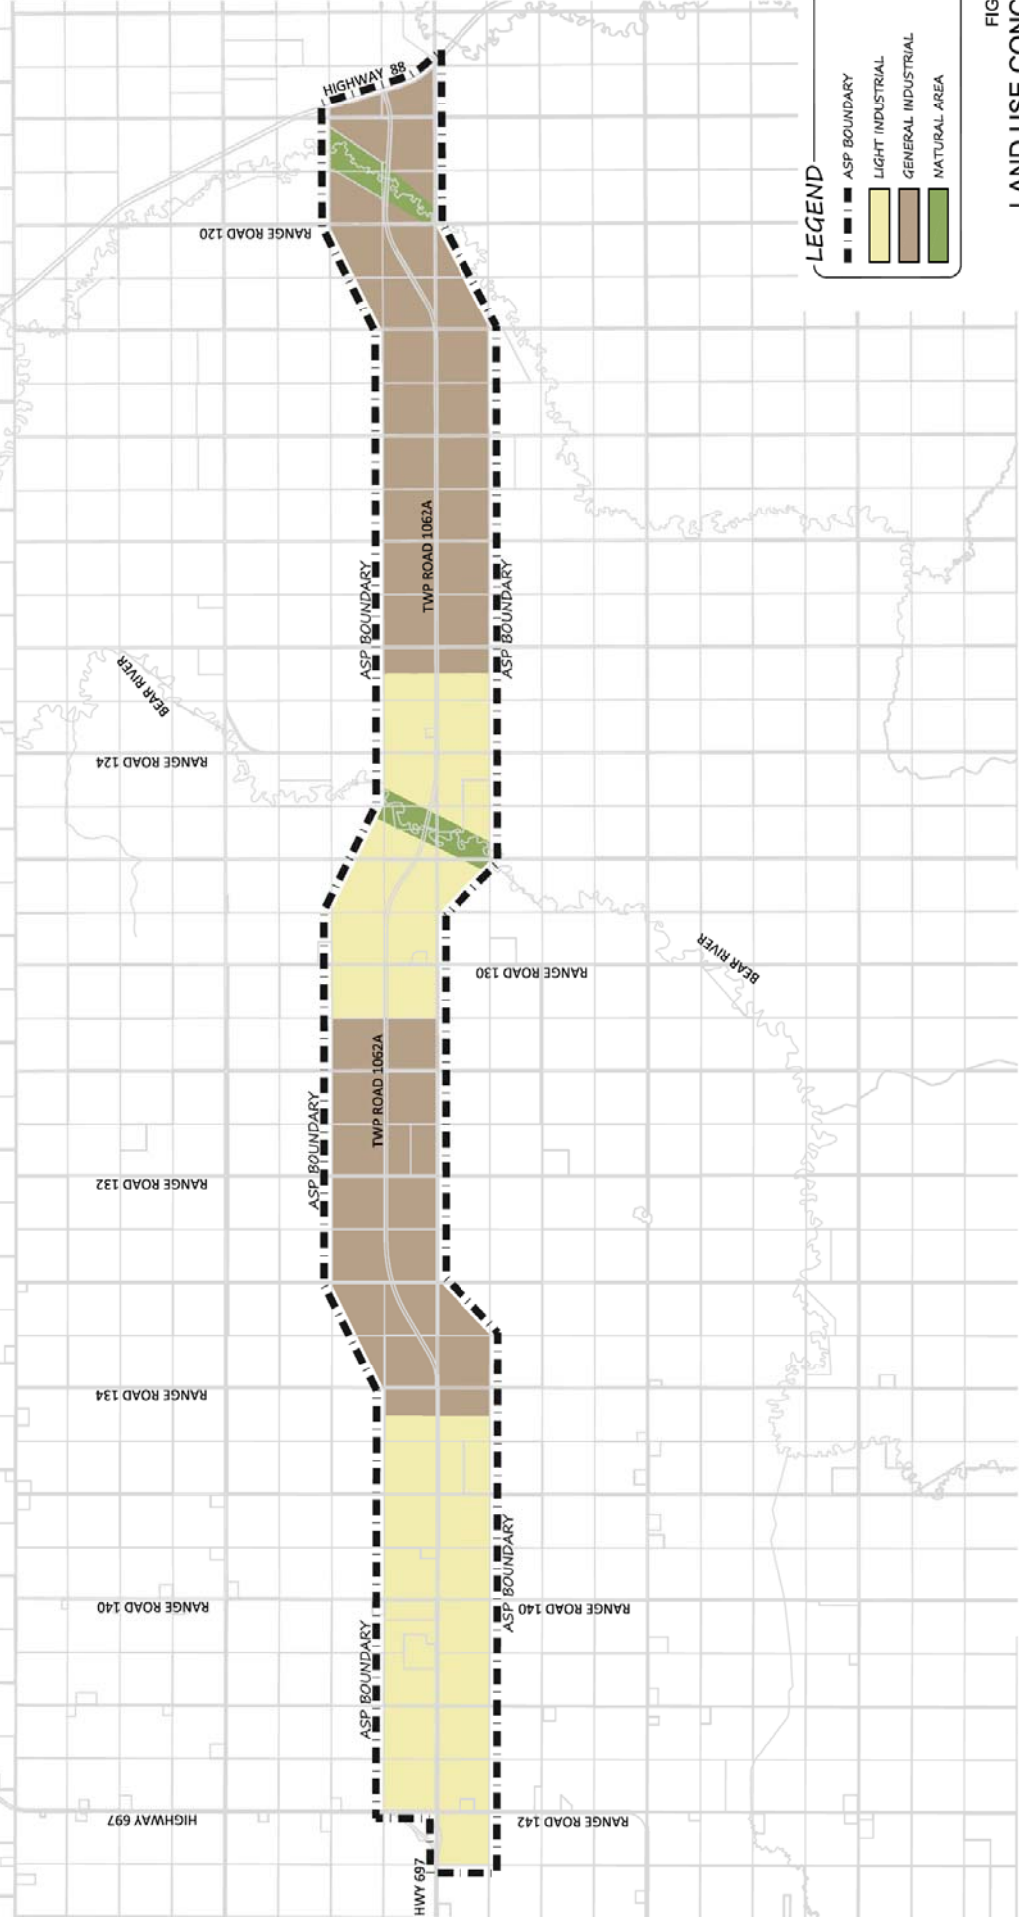 HIGHWAY 88
RANGE ROAD 120
ASP BOUNDARY
TWP ROAD 1062A
ASP BOUNDARY
BEAR RIVER
RANGE ROAD 124
RANGE ROAD 130
BEAR RIVER
TWP ROAD 1062A
ASP BOUNDARY
RANGE ROAD 132
RANGE ROAD 134
RANGE ROAD 140
ASP BOUNDARY
RANGE ROAD 140
ASP BOUNDARY
HIGHWAY 697
RANGE ROAD 142
HWY 697
LEGEND
ASP BOUNDARY
LIGHT INDUSTRIAL
GENERAL INDUSTRIAL
NATURAL AREA
FIG
LAND USE CONC